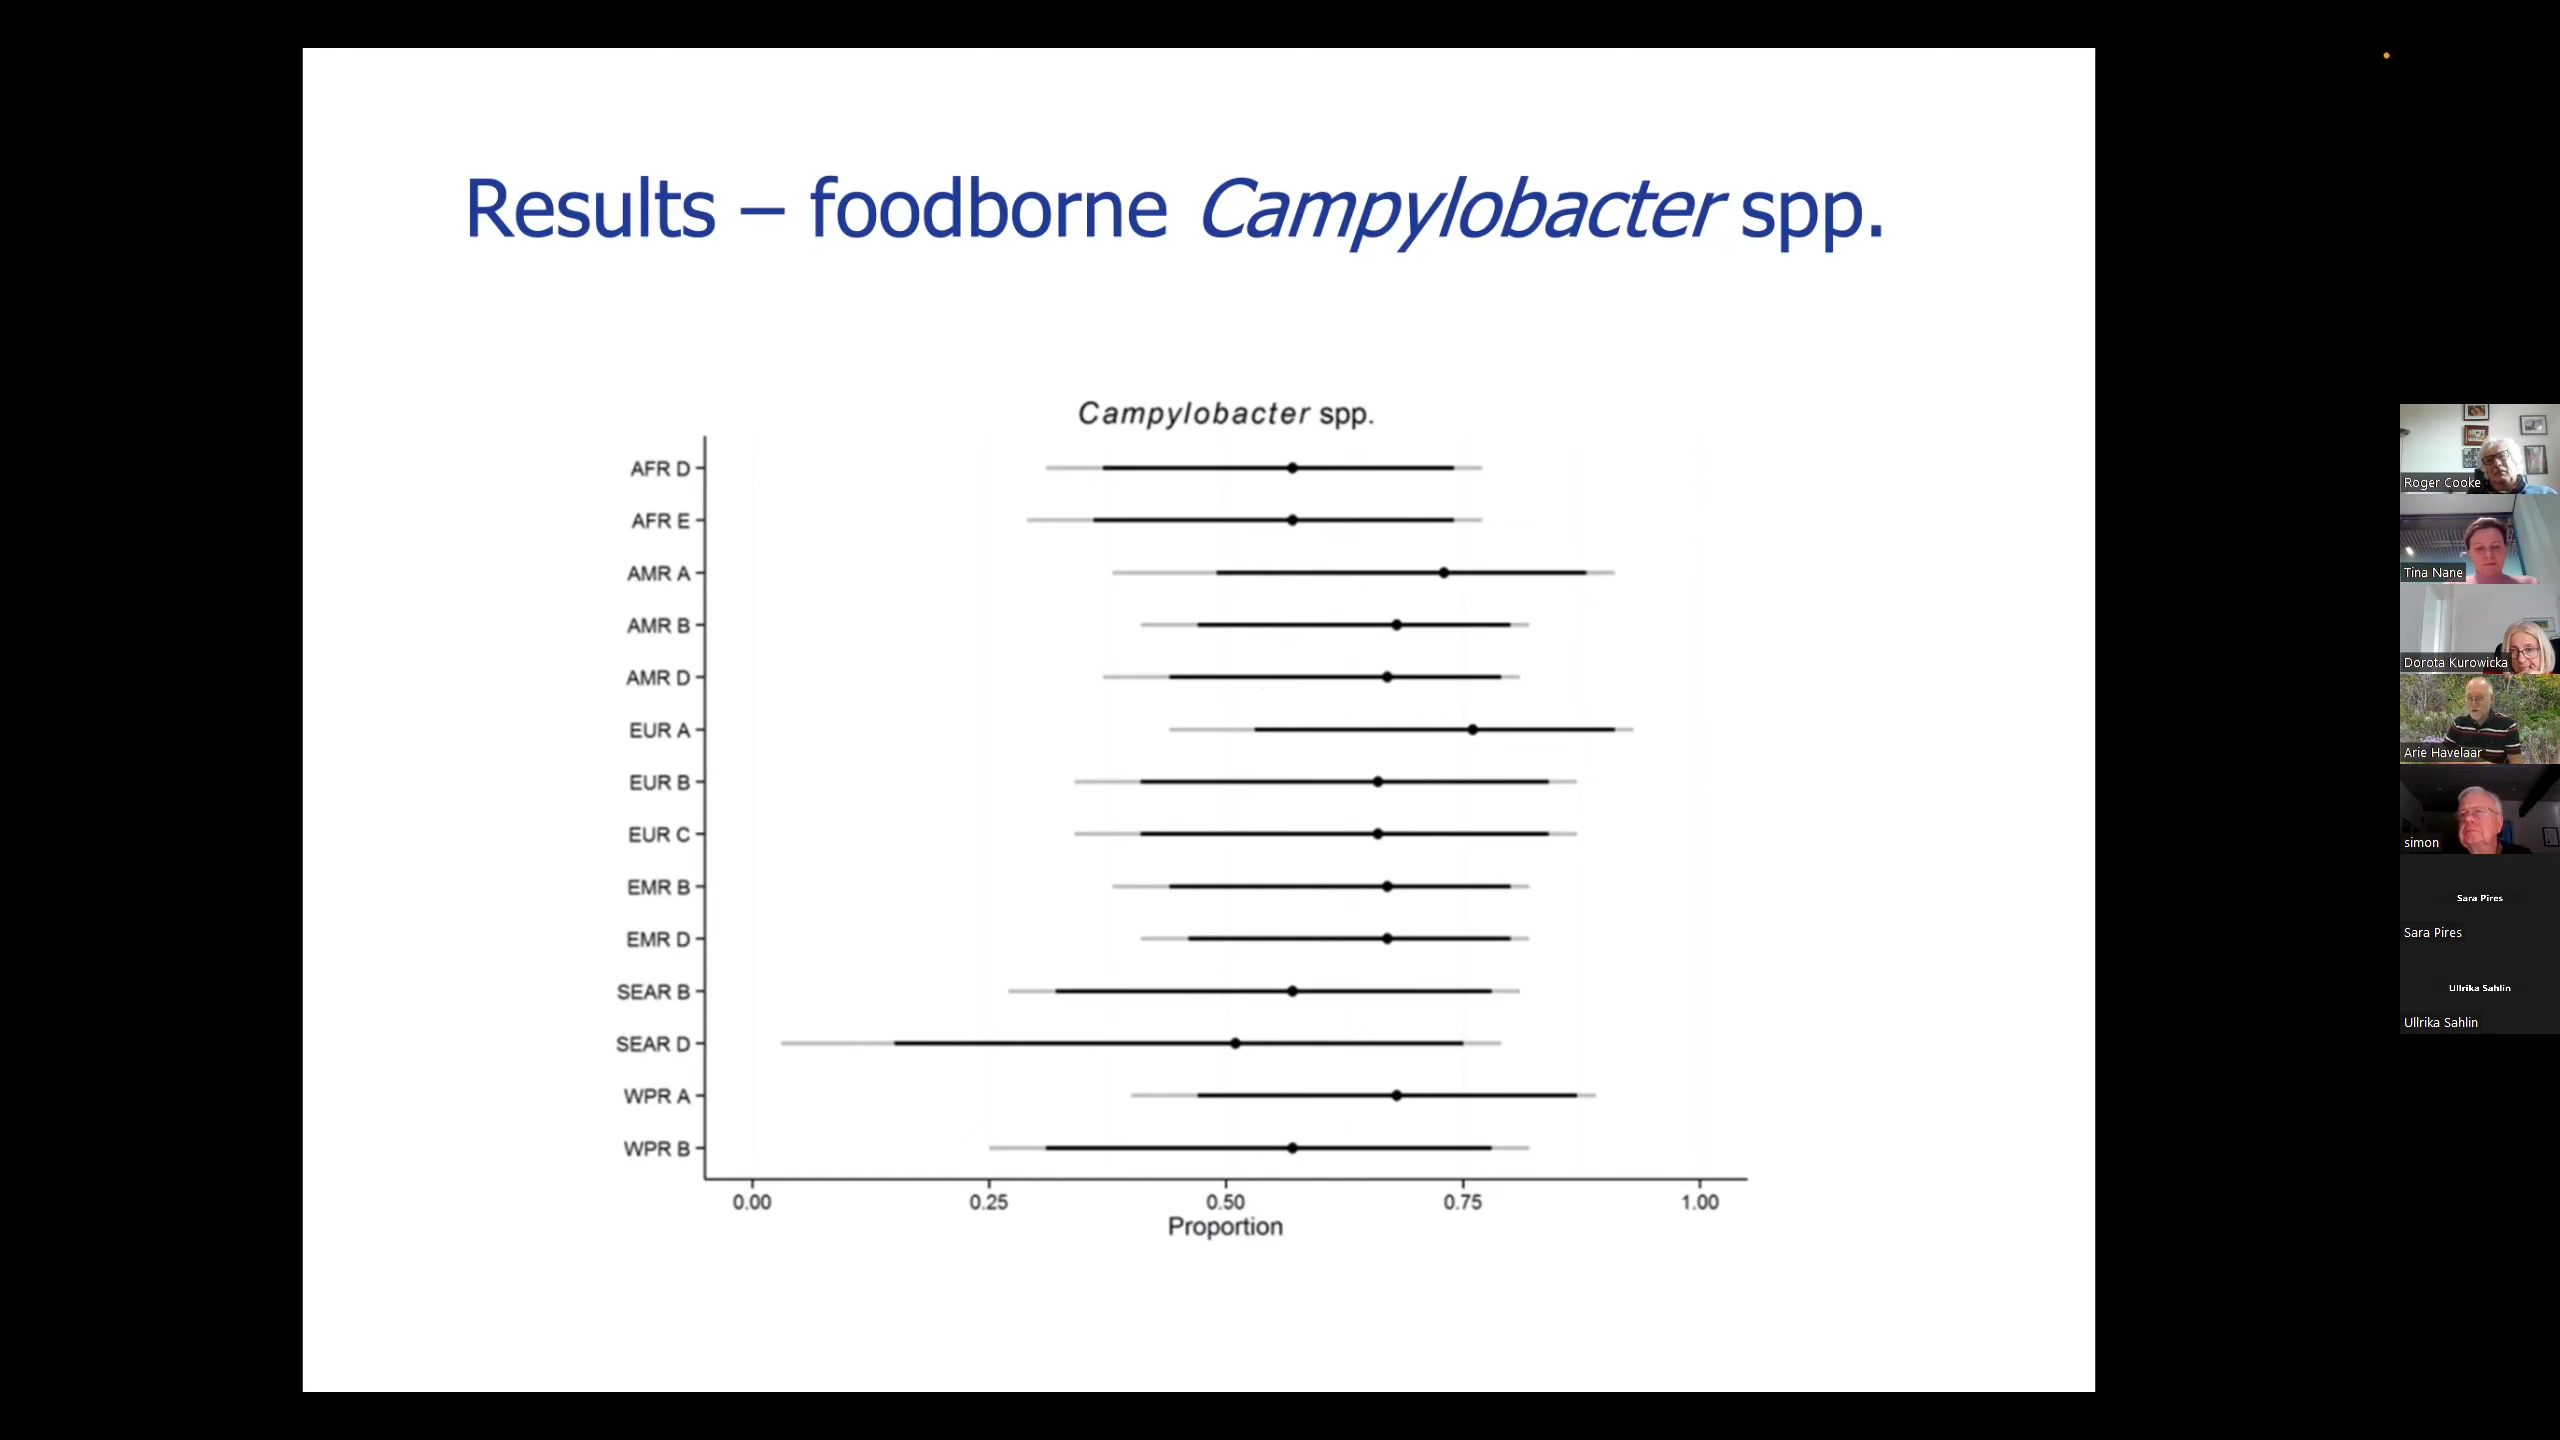 Results – foodborne Campylobacter spp.
Campylobacter spp.
AFR D
AFR E
AMR A
AMR B
AMR D
EUR A
EUR B
EUR C
EMR B
EMR D
SEAR B
SEAR D
WPR A
WPR B
0.00 0.25 0.50 0.75 1.00
Proportion
Roger Cooke
Tina Nane
Dorota Kurowicka
Arie Havelaar
simon
Sara Pires
Sara Pires
Ullrika Sahlin
Ullrika Sahlin